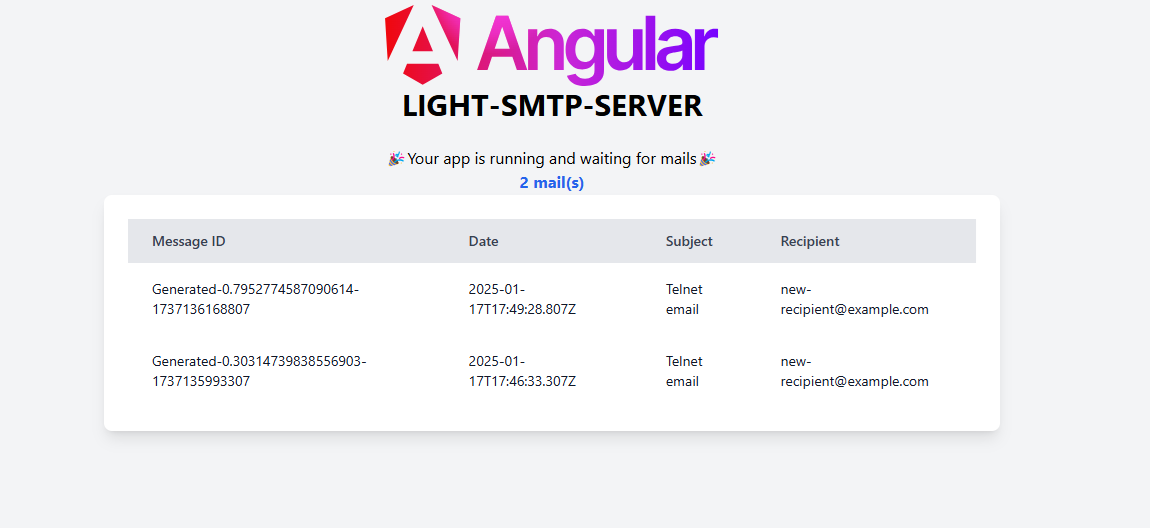 Angular
LIGHT-SMTP-SERVER
🎉 Your app is running and waiting for mails 🎉
2 mail(s)
Message ID Date Subject Recipient
Generated-0.7952774587090614- 2025-01- Telnet new-
1737136168807 17T17:49:28.807Z email recipient@example.com
Generated-0.30314739838556903- 2025-01- Telnet new-
1737135993307 17T17:46:33.307Z email recipient@example.com